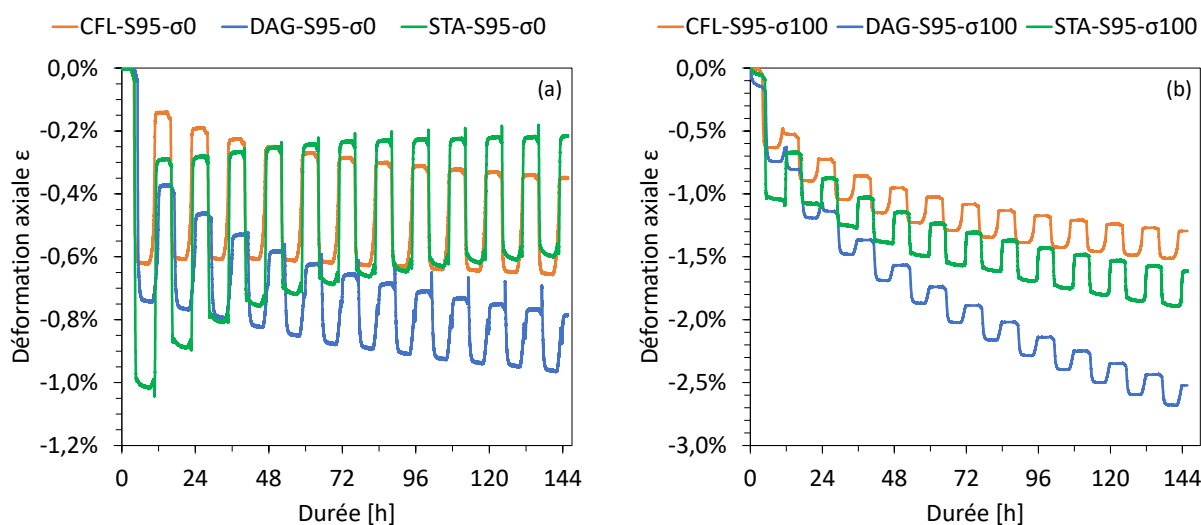 CFL-S95-σ0 DAG-S95-σ0 STA-S95-σ0
(a)
Déformation axiale ε
0,0%
-0,2%
-0,4%
-0,6%
-0,8%
-1,0%
-1,2%
0 24 48 72 96 120 144
Durée [h]
CFL-S95-σ100 DAG-S95-σ100 STA-S95-σ100
(b)
Déformation axiale ε
0,0%
-0,5%
-1,0%
-1,5%
-2,0%
-2,5%
-3,0%
0 24 48 72 96 120 144
Durée [h]